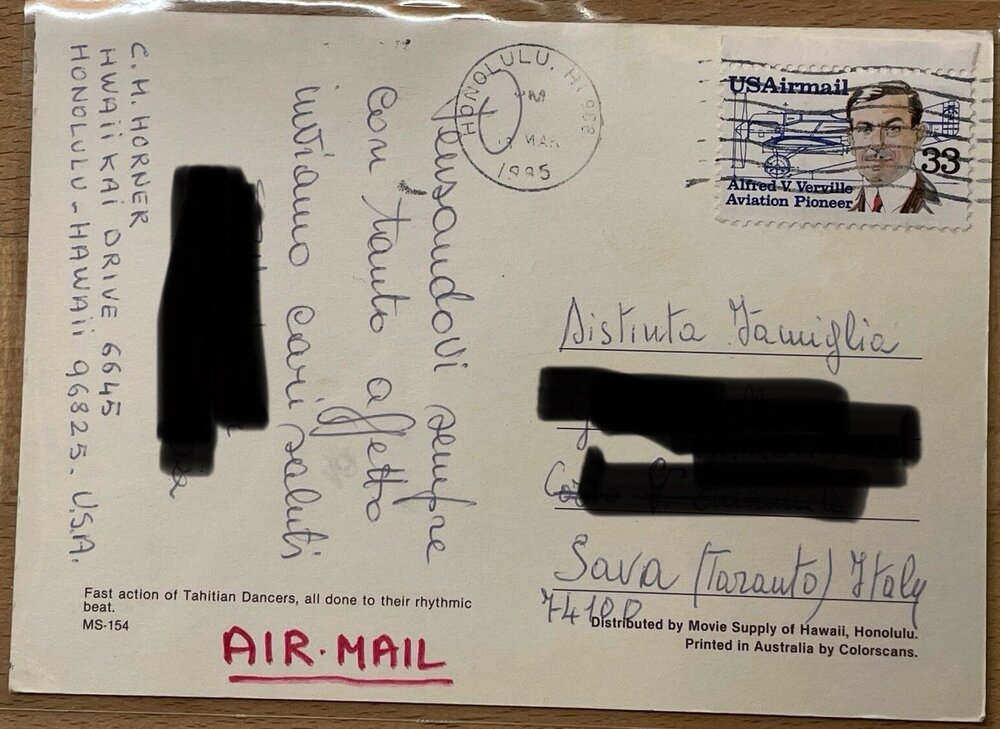 C. M. HORNER
HWAii KAi DRIVE 6645
HONOLULU - HAWAii 96825. U.S.A.
Pensandovi sempre
con tanto affetto
inviamo cari saluti
HONOLULU, HI 968
PM
MAR
1995
USAirmail
33
Alfred V. Verville
Aviation Pioneer
Distinta Famiglia
Sava (Taranto) Italy
Fast action of Tahitian Dancers, all done to their rhythmic
beat.
MS-154
AIR.MAIL
Distributed by Movie Supply of Hawaii, Honolulu.
Printed in Australia by Colorscans.